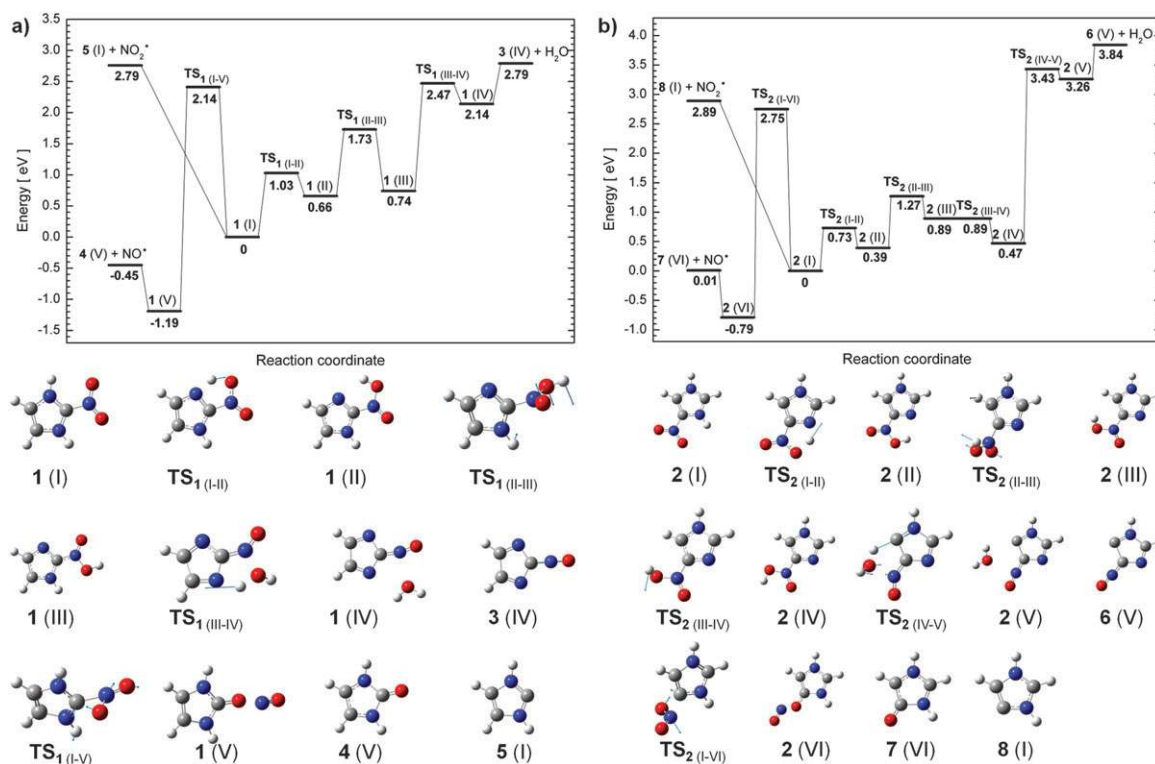 a)
3.5
3.0
2.5
2.0
1.5
1.0
0.5
0.0
-0.5
-1.0
-1.5
Energy [ eV ]
5 (I) + NO2•
2.79
TS1 (I-V)
2.14
4 (V) + NO•
-0.45
1 (V)
-1.19
1 (I)
0
TS1 (I-II)
1.03
1 (II)
0.66
TS1 (II-III)
1.73
1 (III)
0.74
TS1 (III-IV)
2.47
1 (IV)
2.14
3 (IV) + H2O
2.79
Reaction coordinate
1 (I) TS1 (I-II) 1 (II) TS1 (II-III)
1 (III) TS1 (III-IV) 1 (IV) 3 (IV)
TS1 (I-V) 1 (V) 4 (V) 5 (I)
b)
4.0
3.5
3.0
2.5
2.0
1.5
1.0
0.5
0.0
-0.5
-1.0
Energy [ eV ]
8 (I) + NO2•
2.89
TS2 (I-VI)
2.75
7 (VI) + NO•
0.01
2 (VI)
-0.79
2 (I)
0
TS2 (I-II)
0.73
2 (II)
0.39
TS2 (II-III)
1.27
2 (III)
0.89
TS2 (III-IV)
0.89
2 (IV)
0.47
TS2 (IV-V)
3.43
2 (V)
3.26
6 (V) + H2O
3.84
Reaction coordinate
2 (I) TS2 (I-II) 2 (II) TS2 (II-III) 2 (III)
TS2 (III-IV) 2 (IV) TS2 (IV-V) 2 (V) 6 (V)
TS2 (I-VI) 2 (VI) 7 (VI) 8 (I)